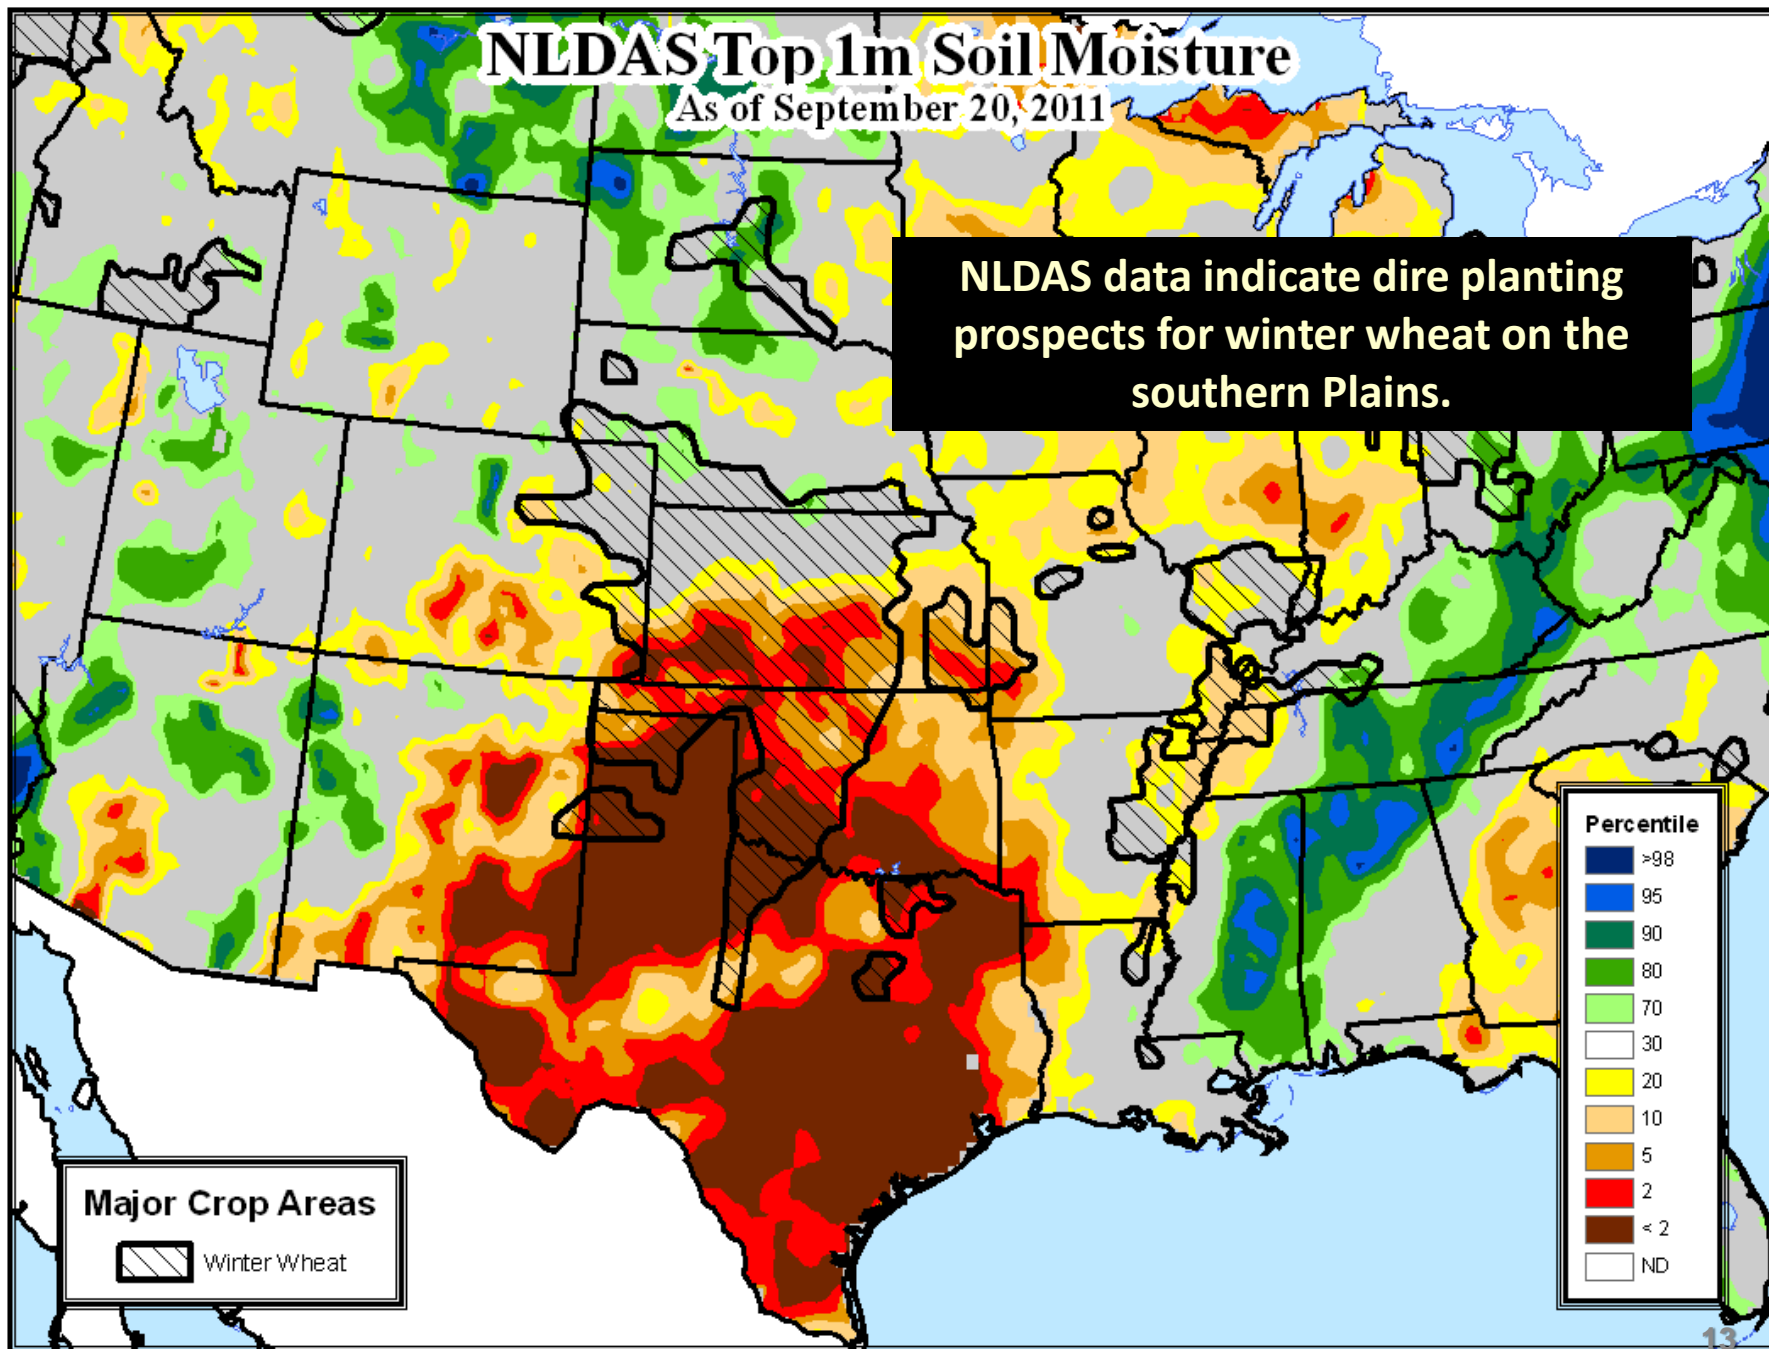 NLDAS Top 1m Soil Moisture
As of September 20, 2011
NLDAS data indicate dire planting
prospects for winter wheat on the
southern Plains.
Percentile
>98
95
90
80
70
30
20
10
5
2
< 2
ND
Major Crop Areas
Winter Wheat
13